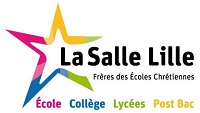 La Salle Lille
Frères des Écoles Chrétiennes
École Collège Lycées Post Bac